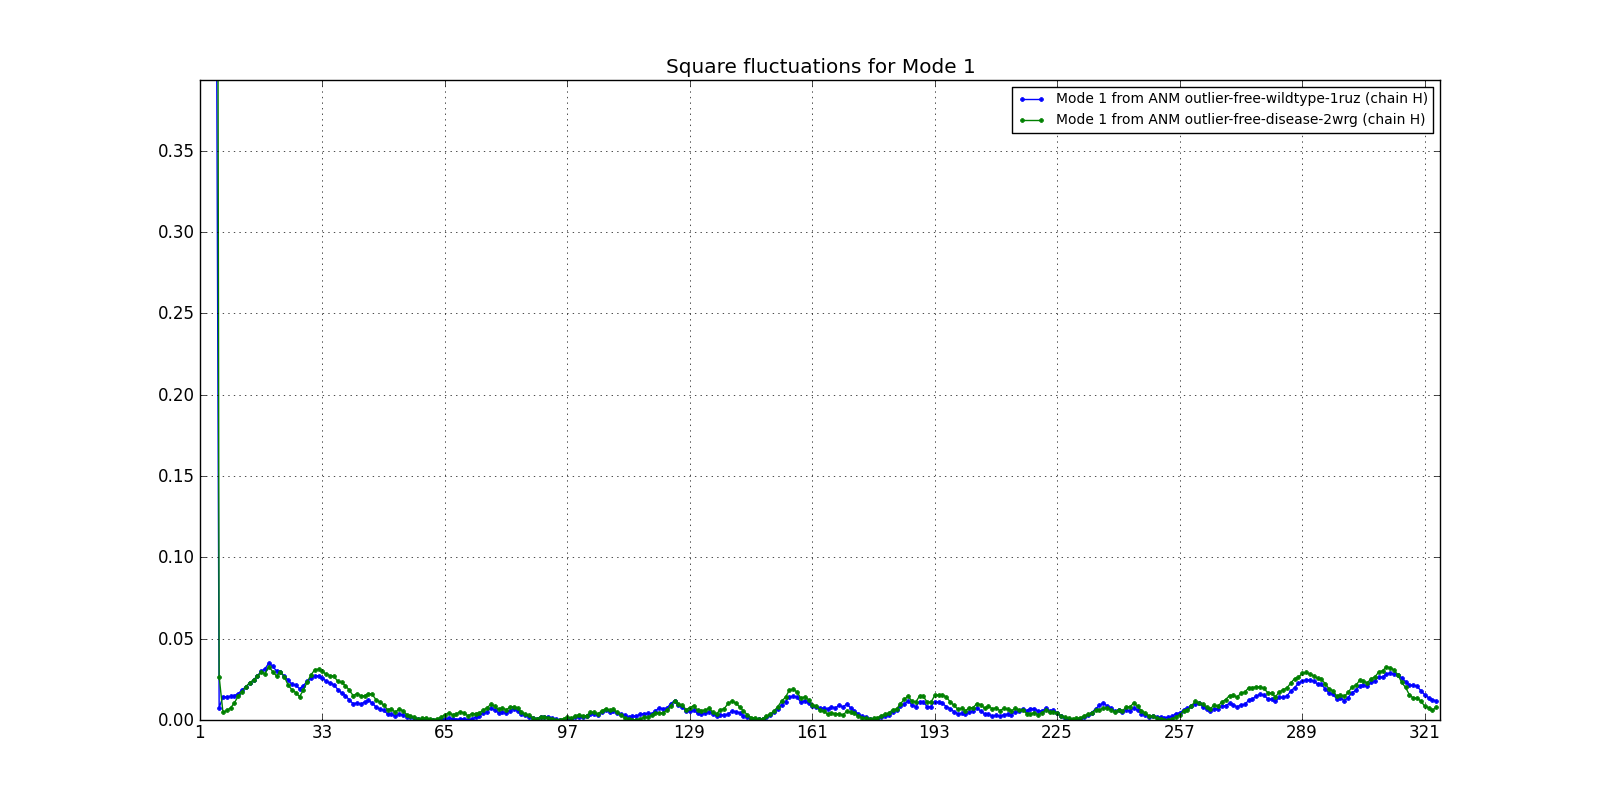 Square fluctuations for Mode 1
Mode 1 from ANM outlier-free-wildtype-1ruz (chain H)
Mode 1 from ANM outlier-free-disease-2wrg (chain H)
0.35
0.30
0.25
0.20
0.15
0.10
0.05
0.00
1 33 65 97 129 161 193 225 257 289 321